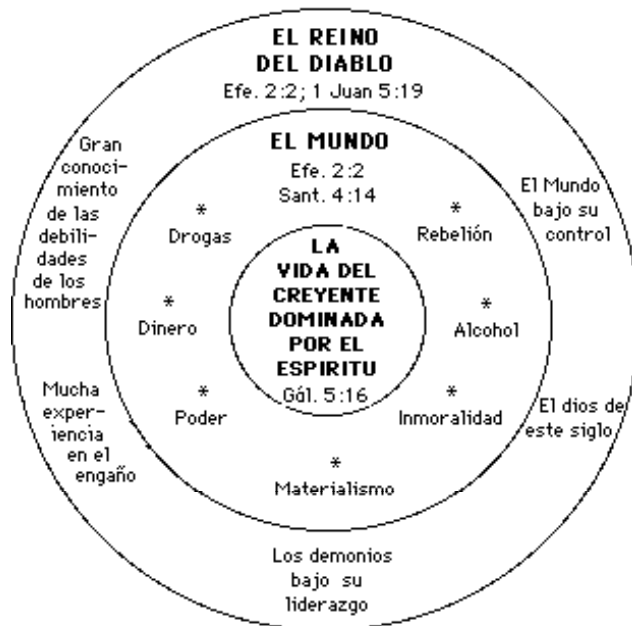 EL REINO
DEL DIABLO
Efe. 2:2; 1 Juan 5:19
Gran
conoci-
miento
de las
debili-
dades
de los
hombres
El Mundo
bajo su
control
Mucha
exper-
iencia
en el
engaño
El dios de
este siglo
Los demonios
bajo su
liderazgo
EL MUNDO
Efe. 2:2
Sant. 4:14
*
Drogas
*
Rebelión
*
Dinero
*
Alcohol
*
Poder
*
Inmoralidad
*
Materialismo
LA
VIDA DEL
CREYENTE
DOMINADA
POR EL
ESPIRITU
Gál. 5:16